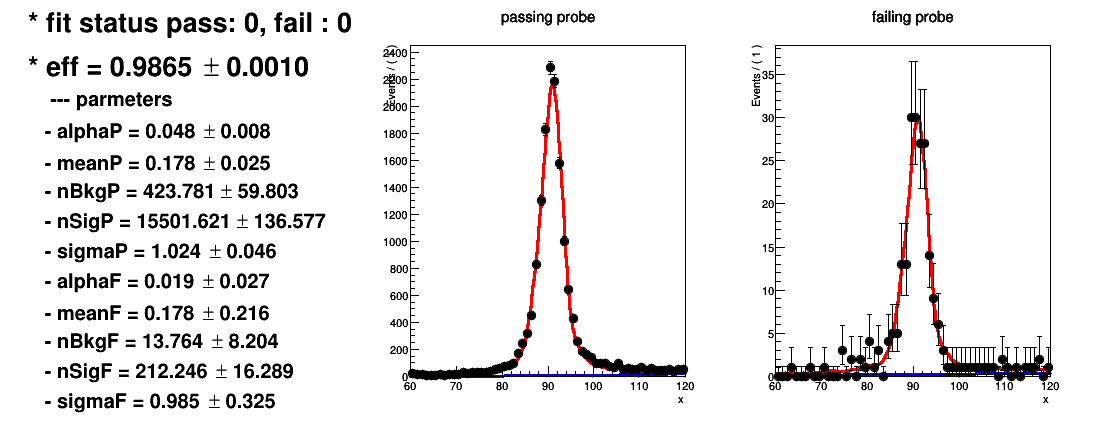 * fit status pass: 0, fail : 0
* eff = 0.9865 ± 0.0010
--- parmeters
- alphaP = 0.048 ± 0.008
- meanP = 0.178 ± 0.025
- nBkgP = 423.781 ± 59.803
- nSigP = 15501.621 ± 136.577
- sigmaP = 1.024 ± 0.046
- alphaF = 0.019 ± 0.027
- meanF = 0.178 ± 0.216
- nBkgF = 13.764 ± 8.204
- nSigF = 212.246 ± 16.289
- sigmaF = 0.985 ± 0.325
passing probe
Events / ( 1 )
2400
2200
2000
1800
1600
1400
1200
1000
800
600
400
200
0
60 70 80 90 100 110 120
x
failing probe
Events / ( 1 )
35
30
25
20
15
10
5
0
60 70 80 90 100 110 120
x